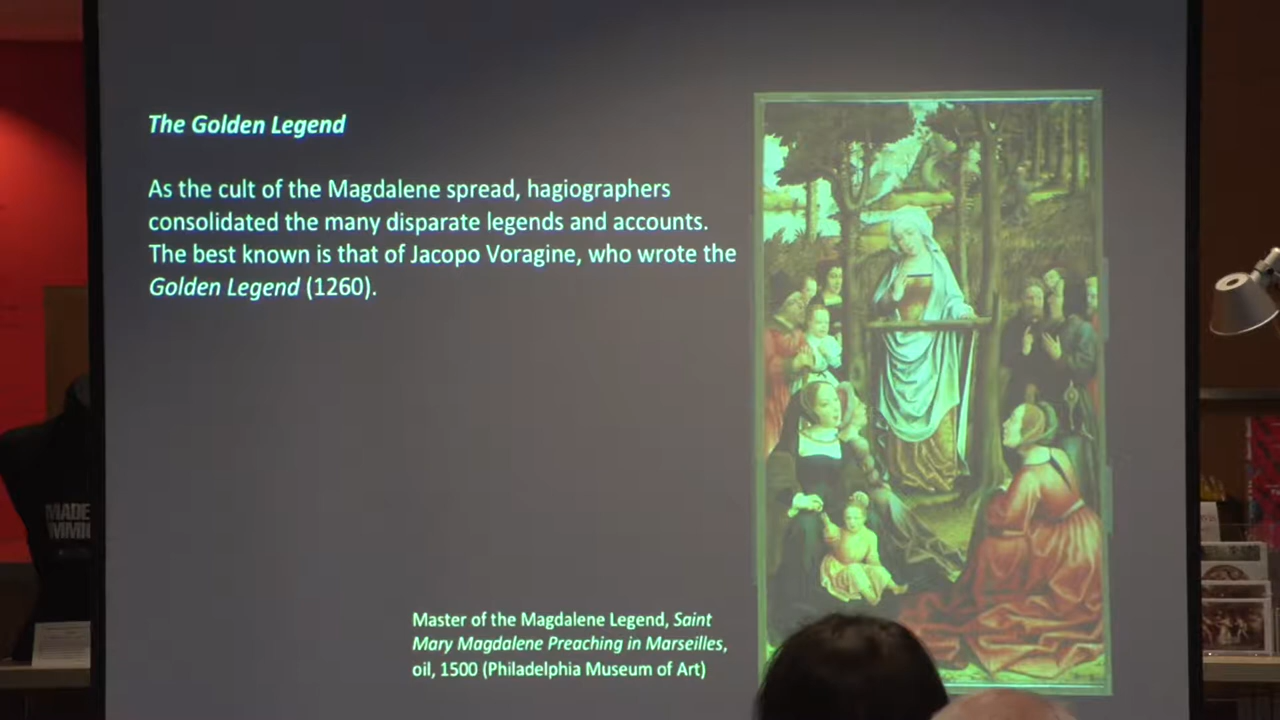 The Golden Legend
As the cult of the Magdalene spread, hagiographers
consolidated the many disparate legends and accounts.
The best known is that of Jacopo Voragine, who wrote the
Golden Legend (1260).
Master of the Magdalene Legend, Saint
Mary Magdalene Preaching in Marseilles,
oil, 1500 (Philadelphia Museum of Art)
MADE